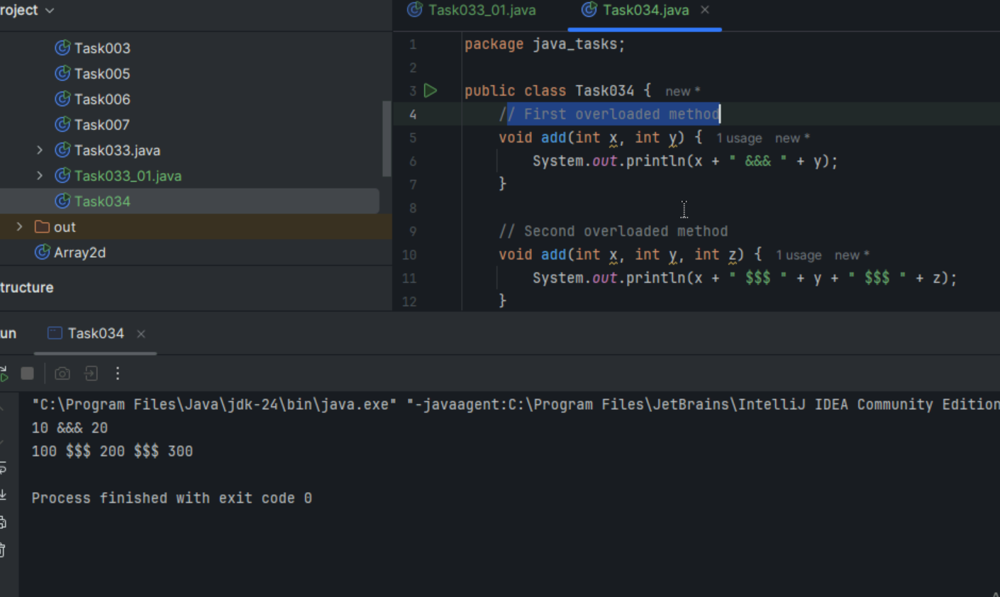 roject
Task003
Task005
Task006
Task007
Task033.java
Task033_01.java
Task034
out
Array2d
tructure
Task033_01.java Task034.java
1 package java_tasks;
2
3 public class Task034 { new *
4 // First overloaded method
5 void add(int x, int y) { 1 usage new *
6 System.out.println(x + " &&& " + y);
7 }
8
9 // Second overloaded method
10 void add(int x, int y, int z) { 1 usage new *
11 System.out.println(x + " $$$ " + y + " $$$ " + z);
12 }
un Task034
"C:\Program Files\Java\jdk-24\bin\java.exe" "-javaagent:C:\Program Files\JetBrains\IntelliJ IDEA Community Edition
10 &&& 20
100 $$$ 200 $$$ 300
Process finished with exit code 0